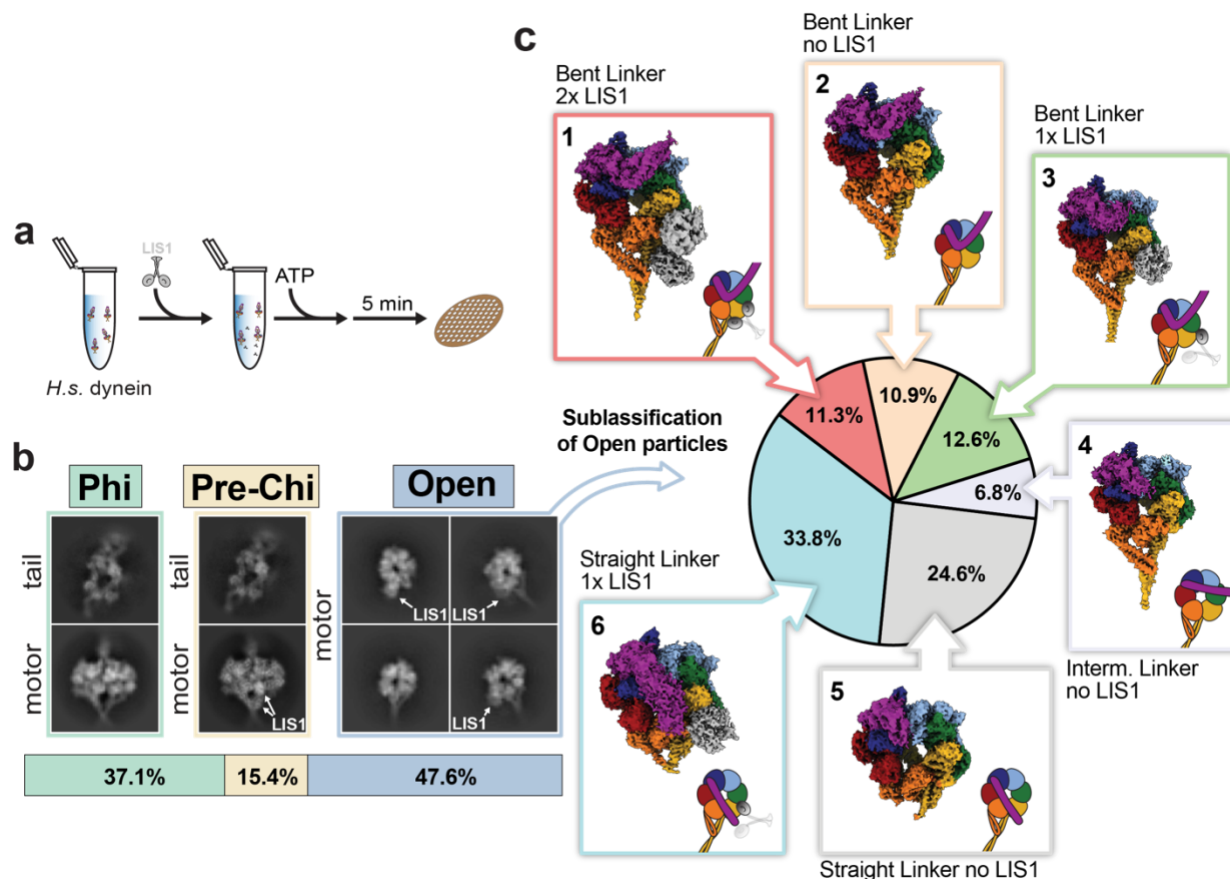 a
LIS1
ATP
5 min
H.s. dynein
b
Phi
Pre-Chi
Open
tail
motor
tail
motor
LIS1
motor
LIS1
LIS1
LIS1
37.1%
15.4%
47.6%
Sublassification
of Open particles
c
Bent Linker
2x LIS1
1
Bent Linker
no LIS1
2
Bent Linker
1x LIS1
3
4
Interm. Linker
no LIS1
5
Straight Linker no LIS1
Straight Linker
1x LIS1
6
11.3%
10.9%
12.6%
6.8%
24.6%
33.8%